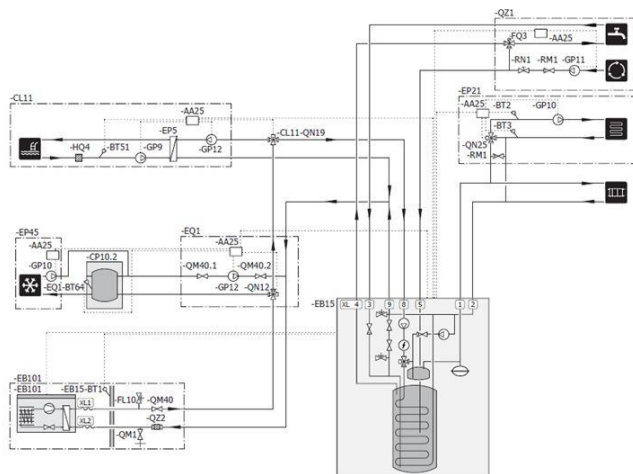 -QZ1
-FQ3
-AA25
-RN1
-RM1
-GP11
-CL11
-AA25
-EP5
-HQ4
-BT51
-GP9
-GP12
-CL11-QN19
-EP21
-AA25
-BT2
-GP10
-BT3
-QN25
-RM1
-EP45
-AA25
-GP10
-CP10.2
-EQ1-BT64
-EQ1
-AA25
-QM40.1
-QM40.2
-GP12
-QN12
-EB15
XL 4 3 9 8 5 1 2
-EB101
-EB101
-EB15-BT1
-FL10
-QM40
XL1
XL2
-QZ2
-QM1